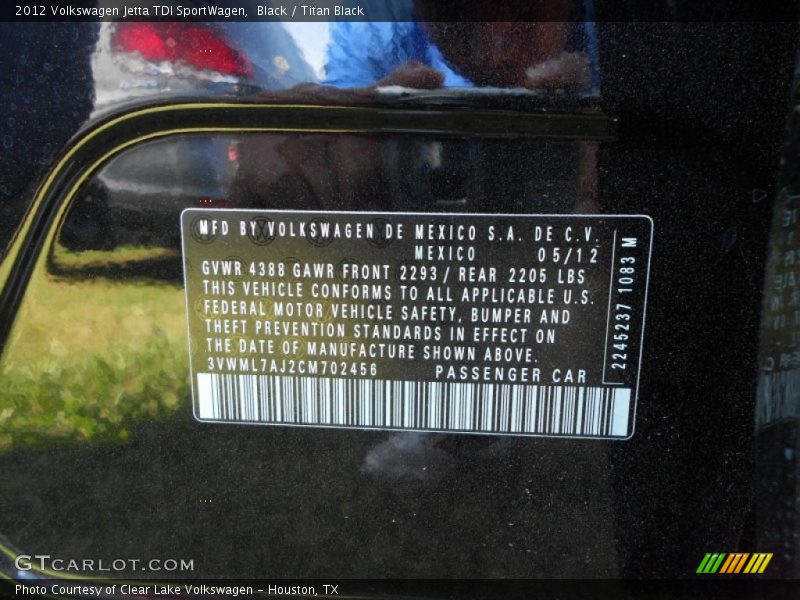 2012 Volkswagen Jetta TDI SportWagen,  Black / Titan Black
MFD BY VOLKSWAGEN DE MEXICO S.A. DE C.V.
MEXICO 05/12
GVWR 4388 GAWR FRONT 2293/ REAR 2205 LBS
THIS VEHICLE CONFORMS TO ALL APPLICABLE U.S.
FEDERAL MOTOR VEHICLE SAFETY, BUMPER AND
THEFT PREVENTION STANDARDS IN EFFECT ON
THE DATE OF MANUFACTURE SHOWN ABOVE.
3VWML7AJ2CM702456 PASSENGER CAR
2245237 1083 M
GTCARLOT.COM
Photo Courtesy of Clear Lake Volkswagen - Houston, TX